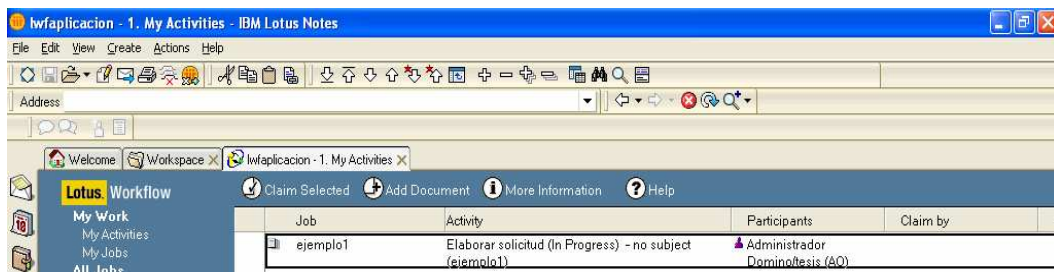 lwfaplicacion - 1. My Activities - IBM Lotus Notes
File Edit View Create Actions Help
Address
Welcome Workspace lwfaplicacion - 1. My Activities
Lotus. Workflow Claim Selected Add Document More Information Help
My Work Job Activity Participants Claim by
My Activities ejemplo1 Elaborar solicitud (In Progress) - no subject Administrador
My Jobs (ejemplo1) Domino/tesis (AO)
All Jobs